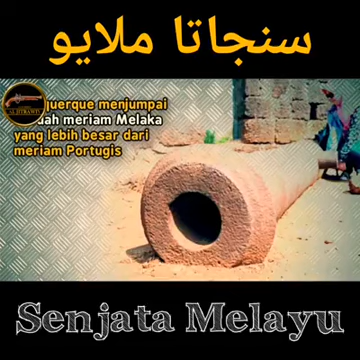 سنجاتا ملايو
querque menjumpai
uah meriam Melaka
yang lebih besar dari
meriam Portugis
Senjata Melayu